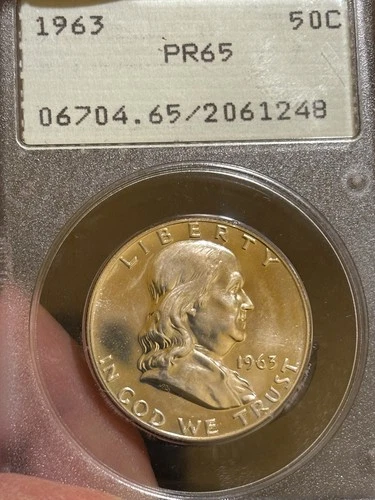 1963 50C
PR65
06704.65/2061248
LIBERTY
1963
IN GOD WE TRUST